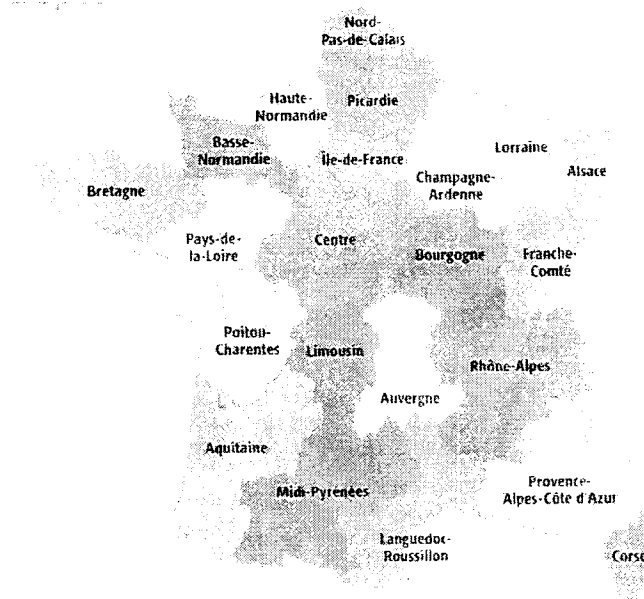 Nord-
Pas-de-Calais
Haute-
Normandie
Picardie
Basse-
Normandie
Île-de-France
Lorraine
Champagne-
Ardenne
Alsace
Bretagne
Pays-de-
la-Loire
Centre
Bourgogne
Franche-
Comté
Poitou-
Charentes
Limousin
Rhône-Alpes
Auvergne
Aquitaine
Midi-Pyrénées
Provence-
Alpes-Côte d'Azur
Languedoc-
Roussillon
Corse